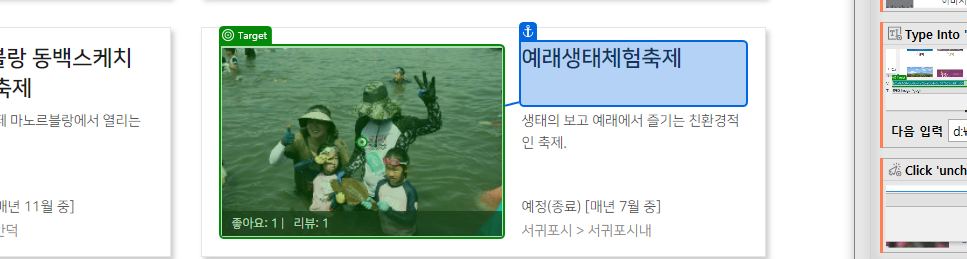 랑 동백스케치
축제
제 마노르블랑에서 열리는
매년 11월 중]
안덕
Target
좋아요: 1 | 리뷰: 1
예래생태체험축제
생태의 보고 예래에서 즐기는 친환경적
인 축제.
예정(종료) [매년 7월 중]
서귀포시 > 서귀포시내
Type Into '
다음 입력 d:
Click 'unch